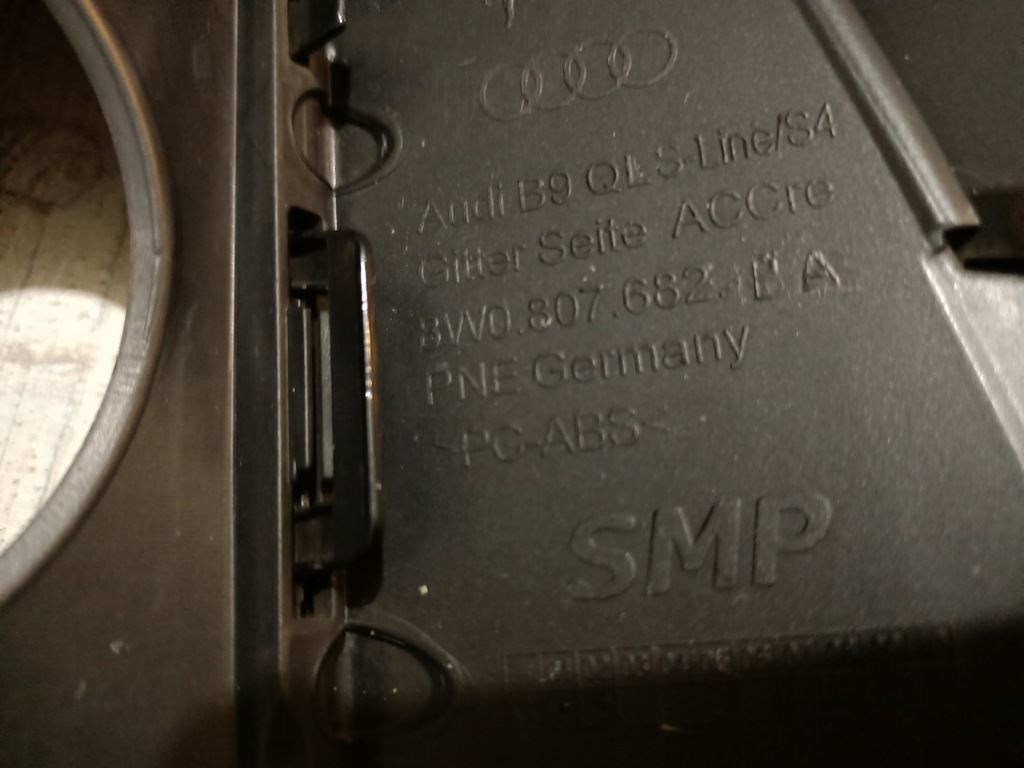 Audi B9 QL S-Line/S4
Gitter Seite ACCre
8W0.807.682.
PNE Germany
>PC-ABS<
SMP